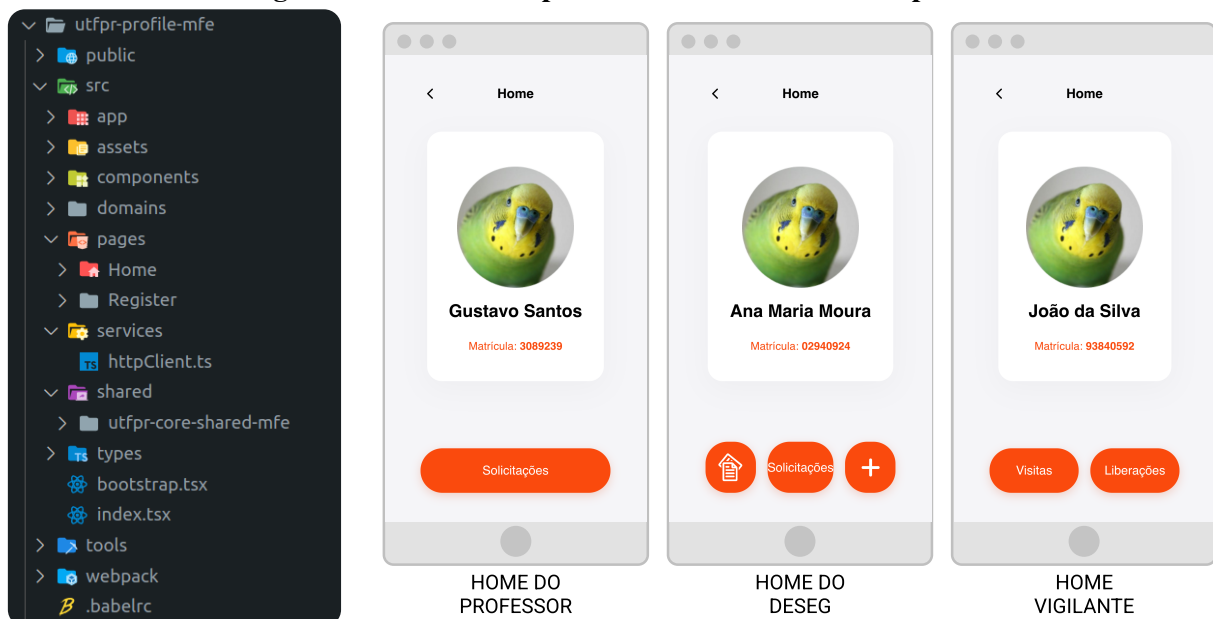 utfpr-profile-mfe
public
src
app
assets
components
domains
pages
Home
Register
services
TS httpClient.ts
shared
utfpr-core-shared-mfe
TS types
bootstrap.tsx
index.tsx
tools
webpack
B .babelrc
Home
Gustavo Santos
Matrícula: 3089239
Solicitações
HOME DO
PROFESSOR
Home
Ana Maria Moura
Matrícula: 02940924
Solicitações
HOME DO
DESEG
Home
João da Silva
Matrícula: 93840592
Visitas Liberações
HOME
VIGILANTE